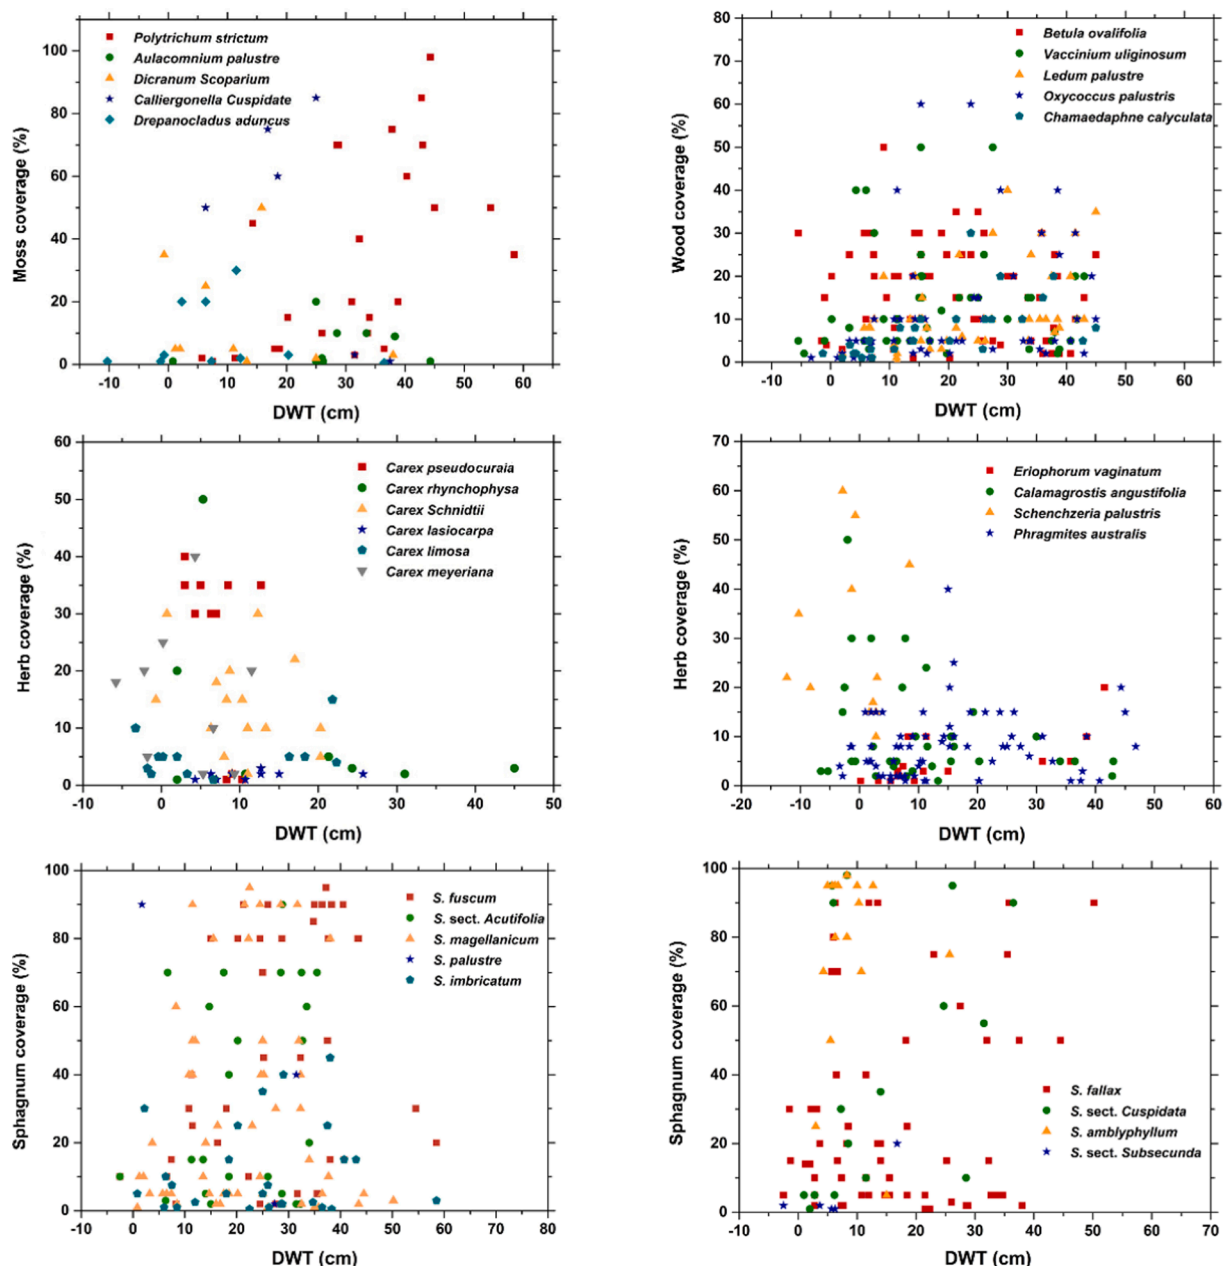 Polytrichum strictum
Aulacomnium palustre
Dicranum Scoparium
Calliergonella Cuspidate
Drepanocladus aduncus
Moss coverage (%)
100
80
60
40
20
0
-10 0 10 20 30 40 50 60
DWT (cm)
Betula ovalifolia
Vaccinium uliginosum
Ledum palustre
Oxycoccus palustris
Chamaedaphne calyculata
Wood coverage (%)
80
70
60
50
40
30
20
10
0
-10 0 10 20 30 40 50 60
DWT (cm)
Carex pseudocuraia
Carex rhynchophysa
Carex Schnidtii
Carex lasiocarpa
Carex limosa
Carex meyeriana
Herb coverage (%)
60
50
40
30
20
10
0
-10 0 10 20 30 40 50
DWT (cm)
Eriophorum vaginatum
Calamagrostis angustifolia
Schenchzeria palustris
Phragmites australis
Herb coverage (%)
70
60
50
40
30
20
10
0
-20 -10 0 10 20 30 40 50 60
DWT (cm)
S. fuscum
S. sect. Acutifolia
S. magellanicum
S. palustre
S. imbricatum
Sphagnum coverage (%)
100
80
60
40
20
0
-10 0 10 20 30 40 50 60 70 80
DWT (cm)
S. fallax
S. sect. Cuspidata
S. amblyphyllum
S. sect. Subsecunda
Sphagnum coverage (%)
100
80
60
40
20
0
-10 0 10 20 30 40 50 60 70
DWT (cm)